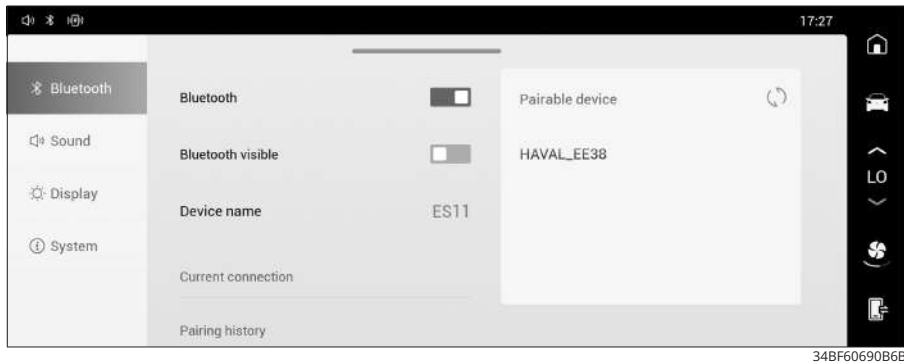 17:27
Bluetooth
Sound
Display
System
Bluetooth
Bluetooth visible
Device name
ES11
Current connection
Pairing history
Pairable device
HAVAL_EE38
LO
34BF60690B6B